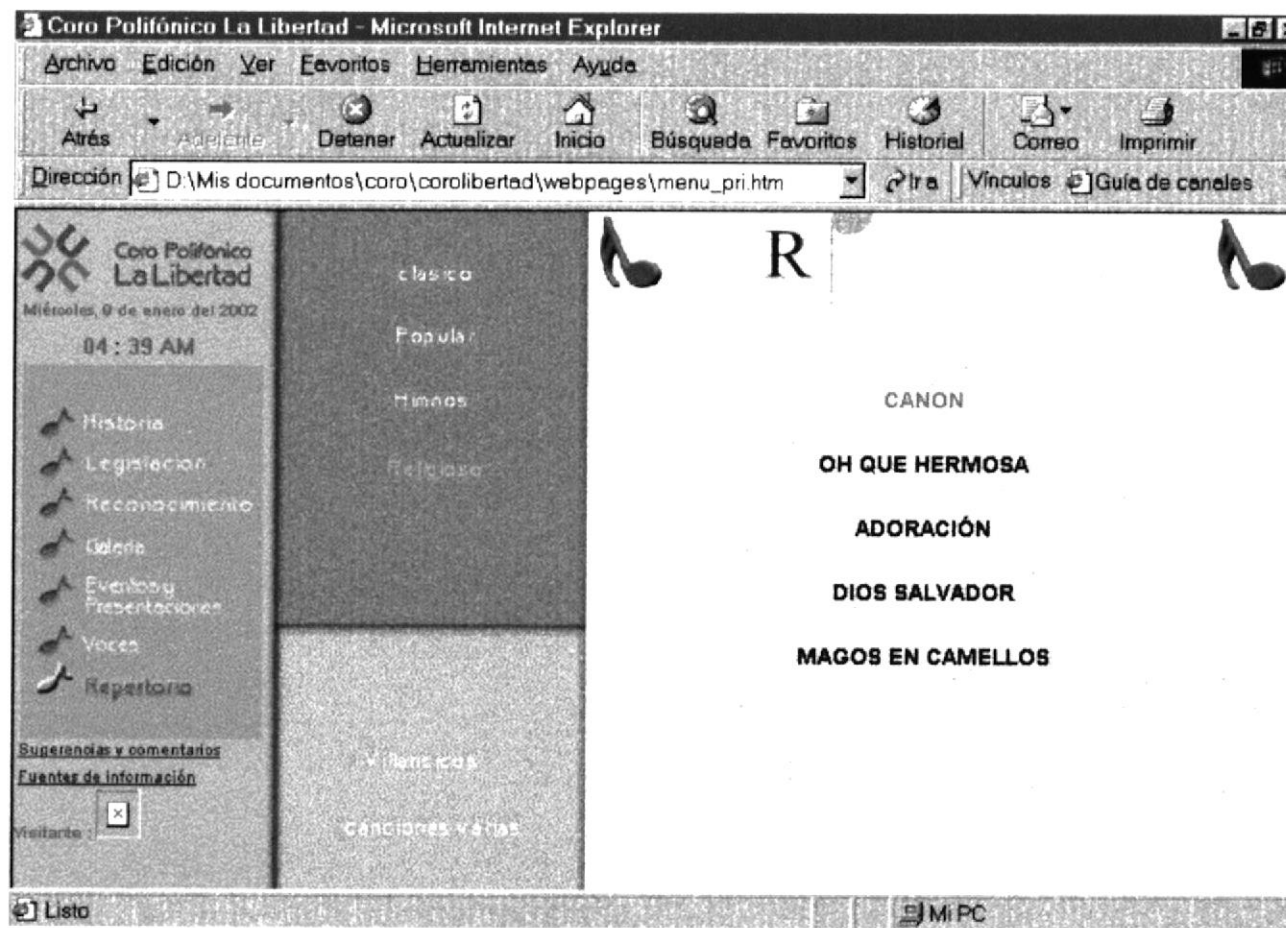 Coro Polifónico La Libertad - Microsoft Internet Explorer
Archivo Edición Ver Favoritos Herramientas Ayuda
Atrás Adelante Detener Actualizar Inicio Búsqueda Favoritos Historial Correo Imprimir
Dirección D:\Mis documentos\coro\corolibertad\webpages\menu_pri.htm Ir a Vínculos Guía de canales
Coro Polifónico
La Libertad
Miércoles, 9 de enero del 2002
04 : 39 AM
Historia
Legislacion
Reconocimiento
Galeria
Eventos y
Presentaciones
Voces
Repertorio
Sugerencias y comentarios
Fuentes de información
Visitante :
clasico
Popular
Himnos
Religioso
Villancicos
canciones varias
R
CANON
OH QUE HERMOSA
ADORACIÓN
DIOS SALVADOR
MAGOS EN CAMELLOS
Listo Mi PC